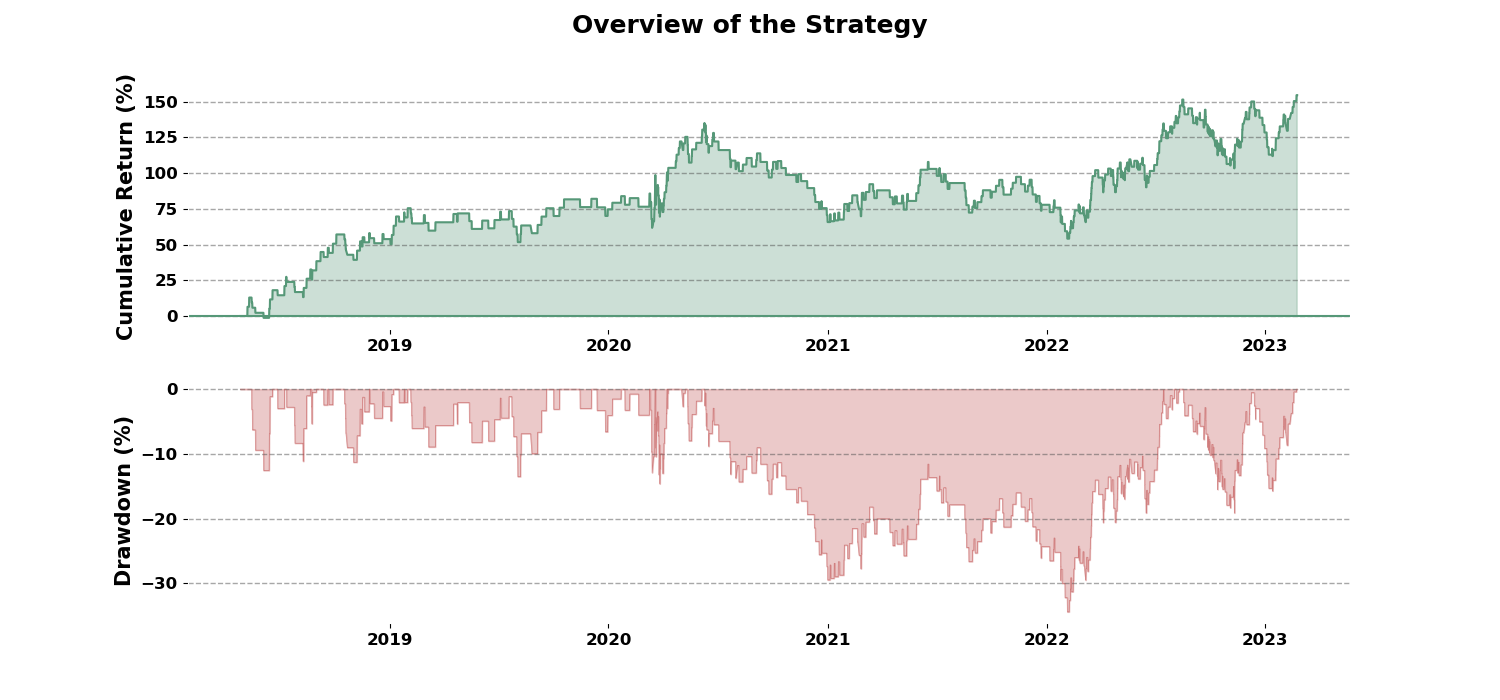 Overview of the Strategy
Cumulative Return (%)
150
125
100
75
50
25
0
2019 2020 2021 2022 2023
Drawdown (%)
0
−10
−20
−30
2019 2020 2021 2022 2023